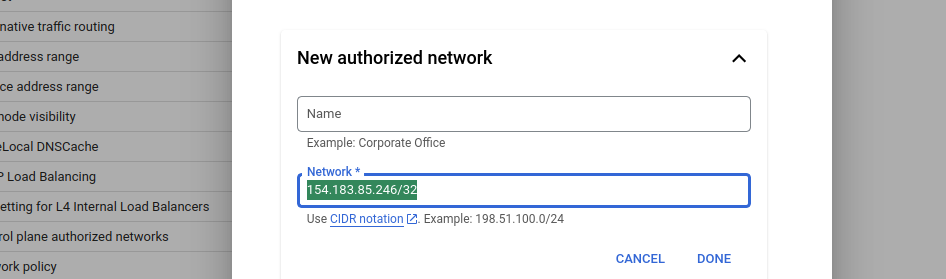 native traffic routing
address range
ce address range
node visibility
eLocal DNSCache
P Load Balancing
etting for L4 Internal Load Balancers
rol plane authorized networks
ork policy
New authorized network
Name
Example: Corporate Office
Network *
154.183.85.246/32
Use CIDR notation. Example: 198.51.100.0/24
CANCEL DONE